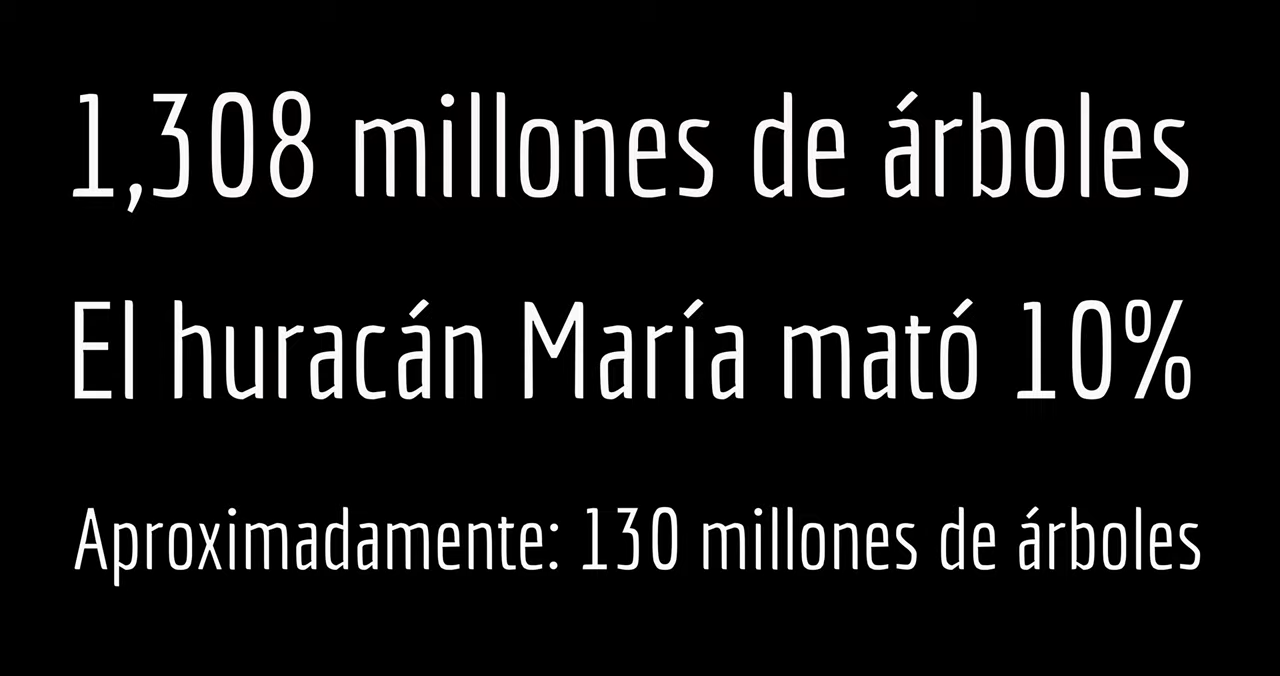 1,308 millones de árboles
El huracán María mató 10%
Aproximadamente: 130 millones de árboles